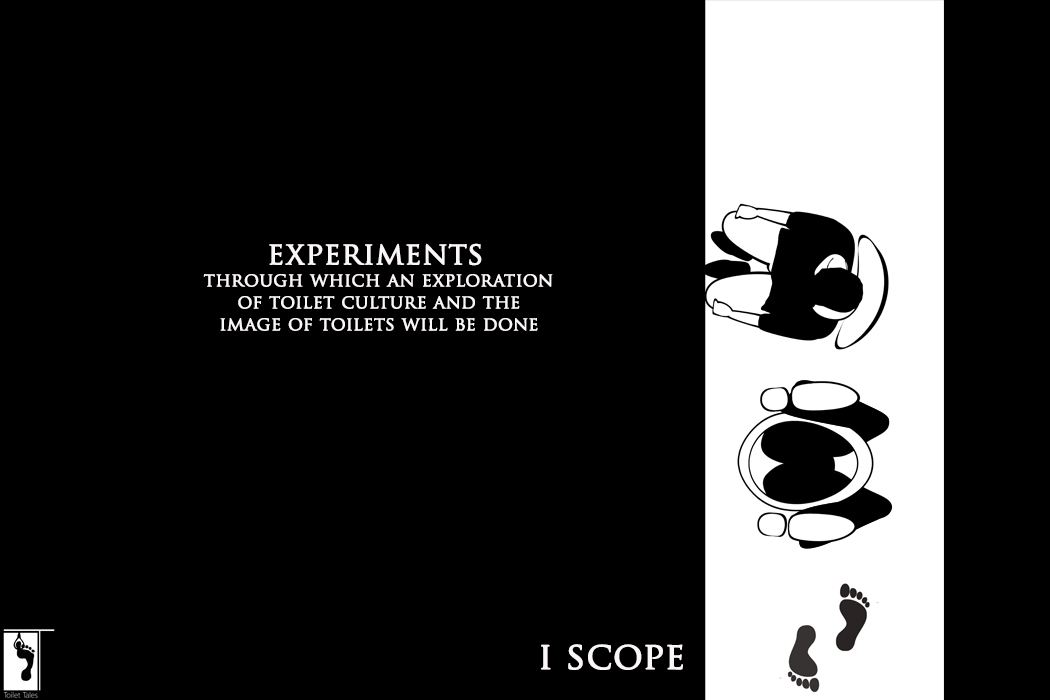 EXPERIMENTS
THROUGH WHICH AN EXPLORATION
OF TOILET CULTURE AND THE
IMAGE OF TOILETS WILL BE DONE
I SCOPE
Toilet Tales